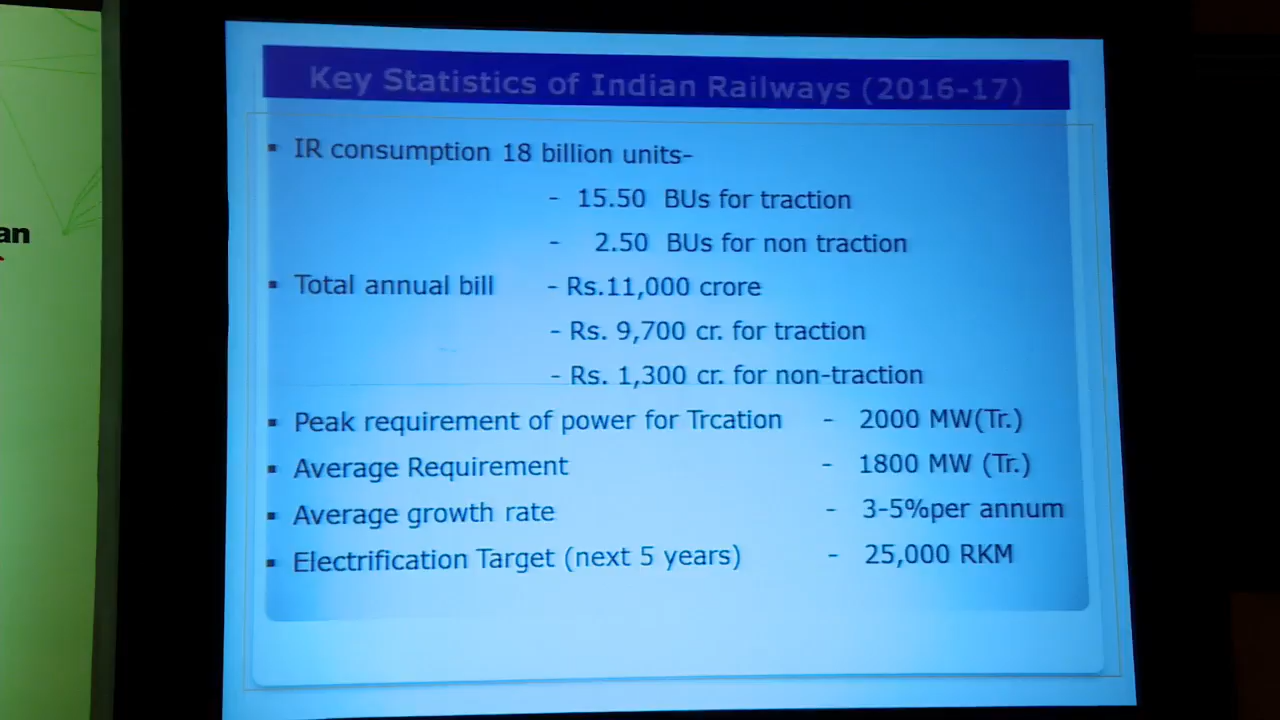 Key Statistics of Indian Railways (2016-17)
an
▪ IR consumption 18 billion units-
- 15.50 BUs for traction
- 2.50 BUs for non traction
▪ Total annual bill - Rs.11,000 crore
- Rs. 9,700 cr. for traction
- Rs. 1,300 cr. for non-traction
▪ Peak requirement of power for Trcation - 2000 MW(Tr.)
▪ Average Requirement - 1800 MW (Tr.)
▪ Average growth rate - 3-5%per annum
▪ Electrification Target (next 5 years) - 25,000 RKM